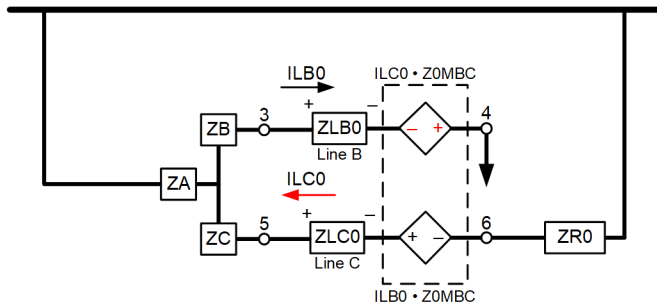 ILB0
ILC0 • Z0MBC
+
–
3
4
ZB
ZLB0
– +
Line B
ZA
ILC0
+
–
5
6
ZC
ZLC0
+ –
ZR0
Line C
ILB0 • Z0MBC